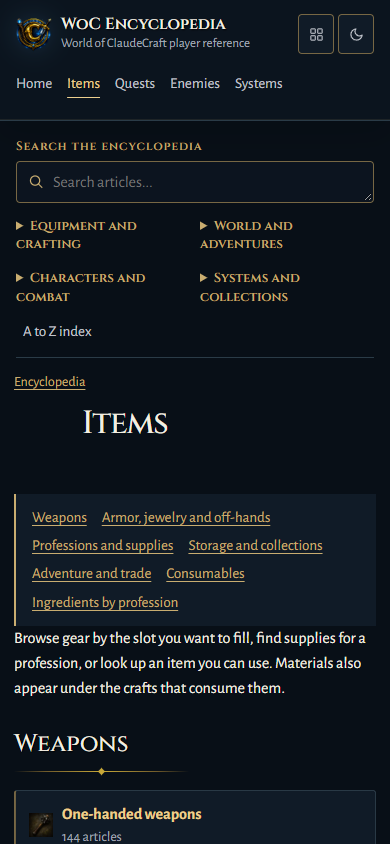 WoC Encyclopedia
World of ClaudeCraft player reference
Home Items Quests Enemies Systems
Search the encyclopedia
Search articles...
Equipment and crafting
World and adventures
Characters and combat
Systems and collections
A to Z index
Encyclopedia
Items
Weapons Armor, jewelry and off-hands
Professions and supplies Storage and collections
Adventure and trade Consumables
Ingredients by profession
Browse gear by the slot you want to fill, find supplies for a
profession, or look up an item you can use. Materials also
appear under the crafts that consume them.
Weapons
One-handed weapons
144 articles